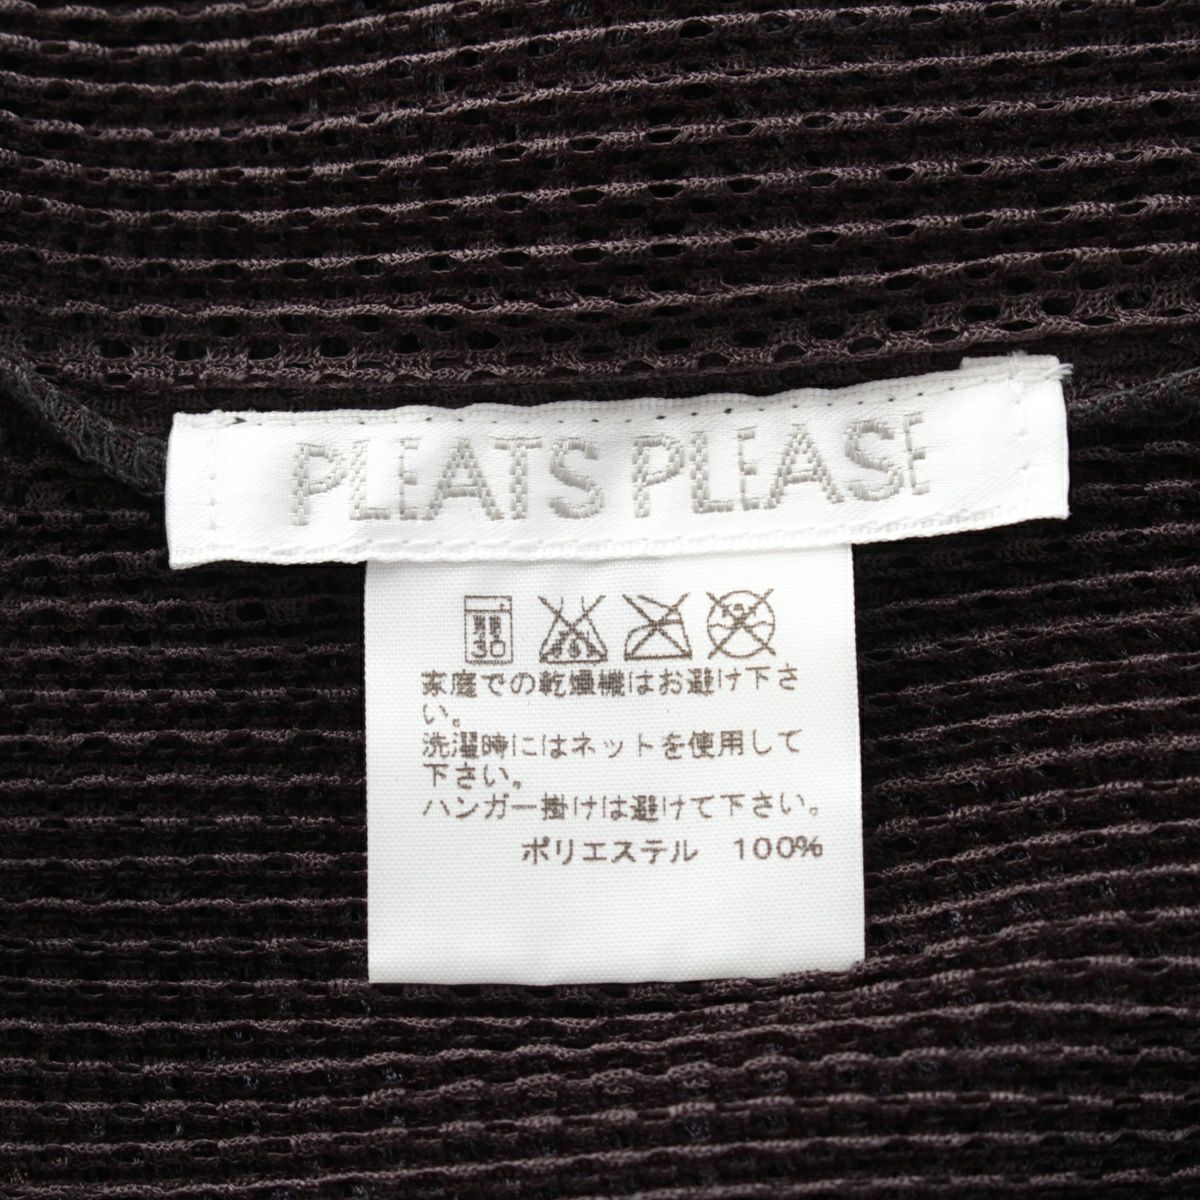 PLEATS PLEASE
30
家庭での乾燥機はお避け下さ
い。
洗濯時にはネットを使用して
下さい。
ハンガー掛けは避けて下さい。
ポリエステル 100%